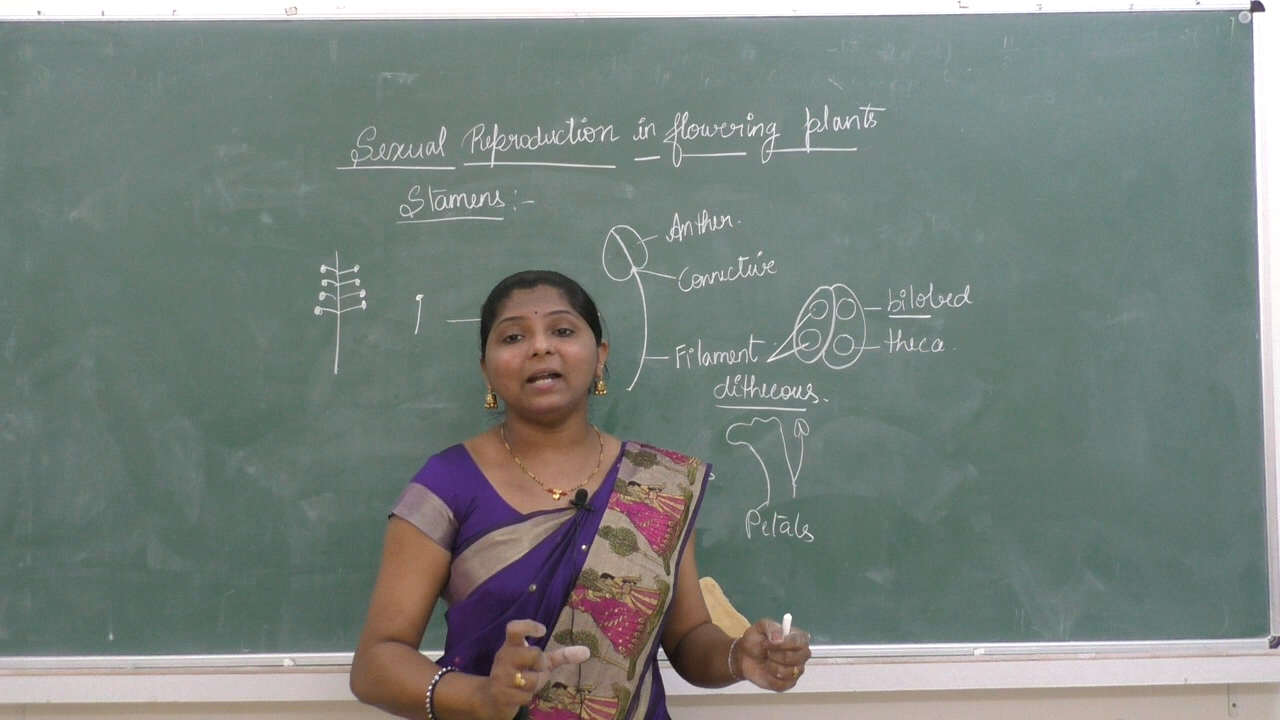 Sexual Reproduction in flowering plants
Stamens :-
Anther.
Connective
bilobed
Filament
theca.
dithecous.
Petals